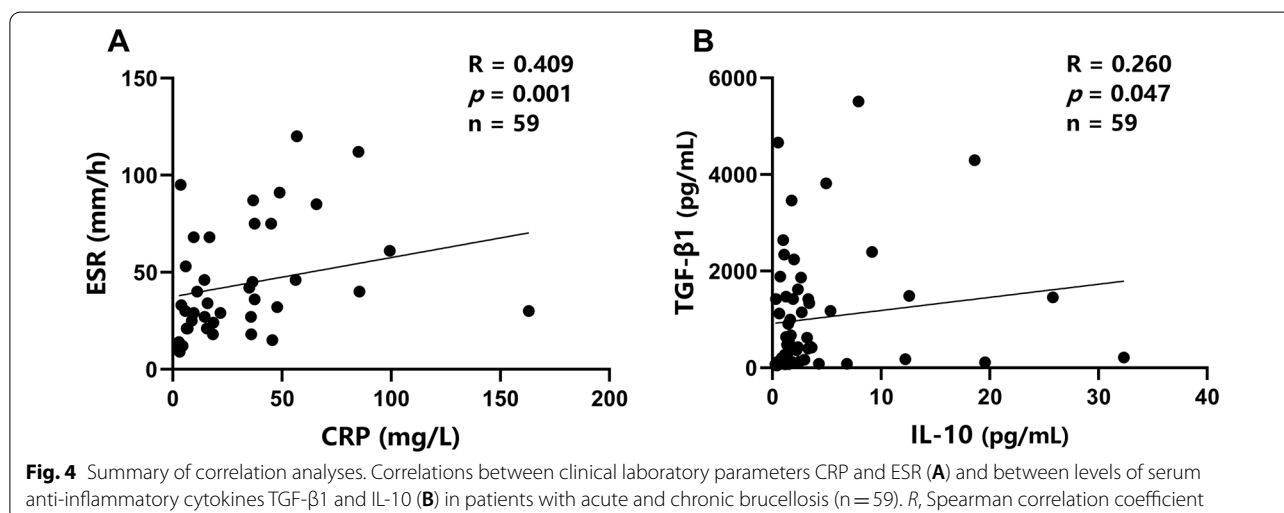 A
R = 0.409
p = 0.001
n = 59
150
100
50
0
ESR (mm/h)
0 50 100 150 200
CRP (mg/L)
B
R = 0.260
p = 0.047
n = 59
6000
4000
2000
0
TGF-β1 (pg/mL)
0 10 20 30 40
IL-10 (pg/mL)
Fig. 4 Summary of correlation analyses. Correlations between clinical laboratory parameters CRP and ESR (A) and between levels of serum
anti-inflammatory cytokines TGF-β1 and IL-10 (B) in patients with acute and chronic brucellosis (n = 59). R, Spearman correlation coefficient